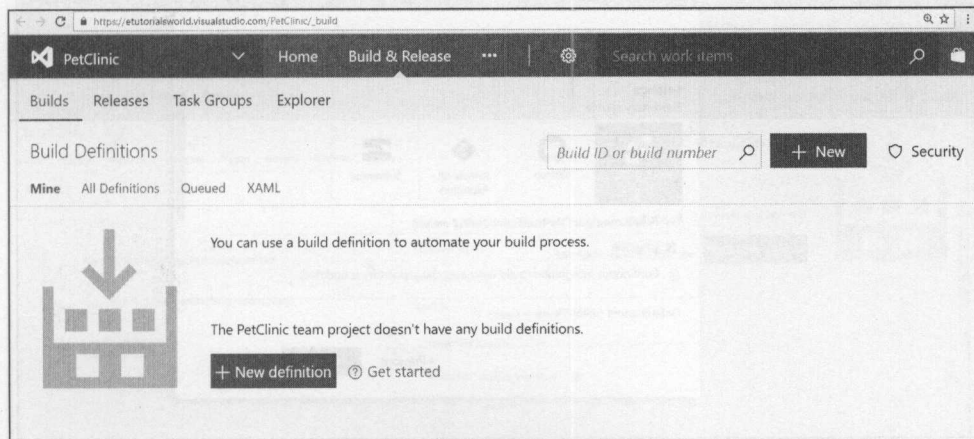 https://etutorialsworld.visualstudio.com/PetClinic/_build
PetClinic Home Build & Release ••• Search work items
Builds Releases Task Groups Explorer
Build Definitions Build ID or build number + New Security
Mine All Definitions Queued XAML
You can use a build definition to automate your build process.
The PetClinic team project doesn't have any build definitions.
+ New definition ? Get started